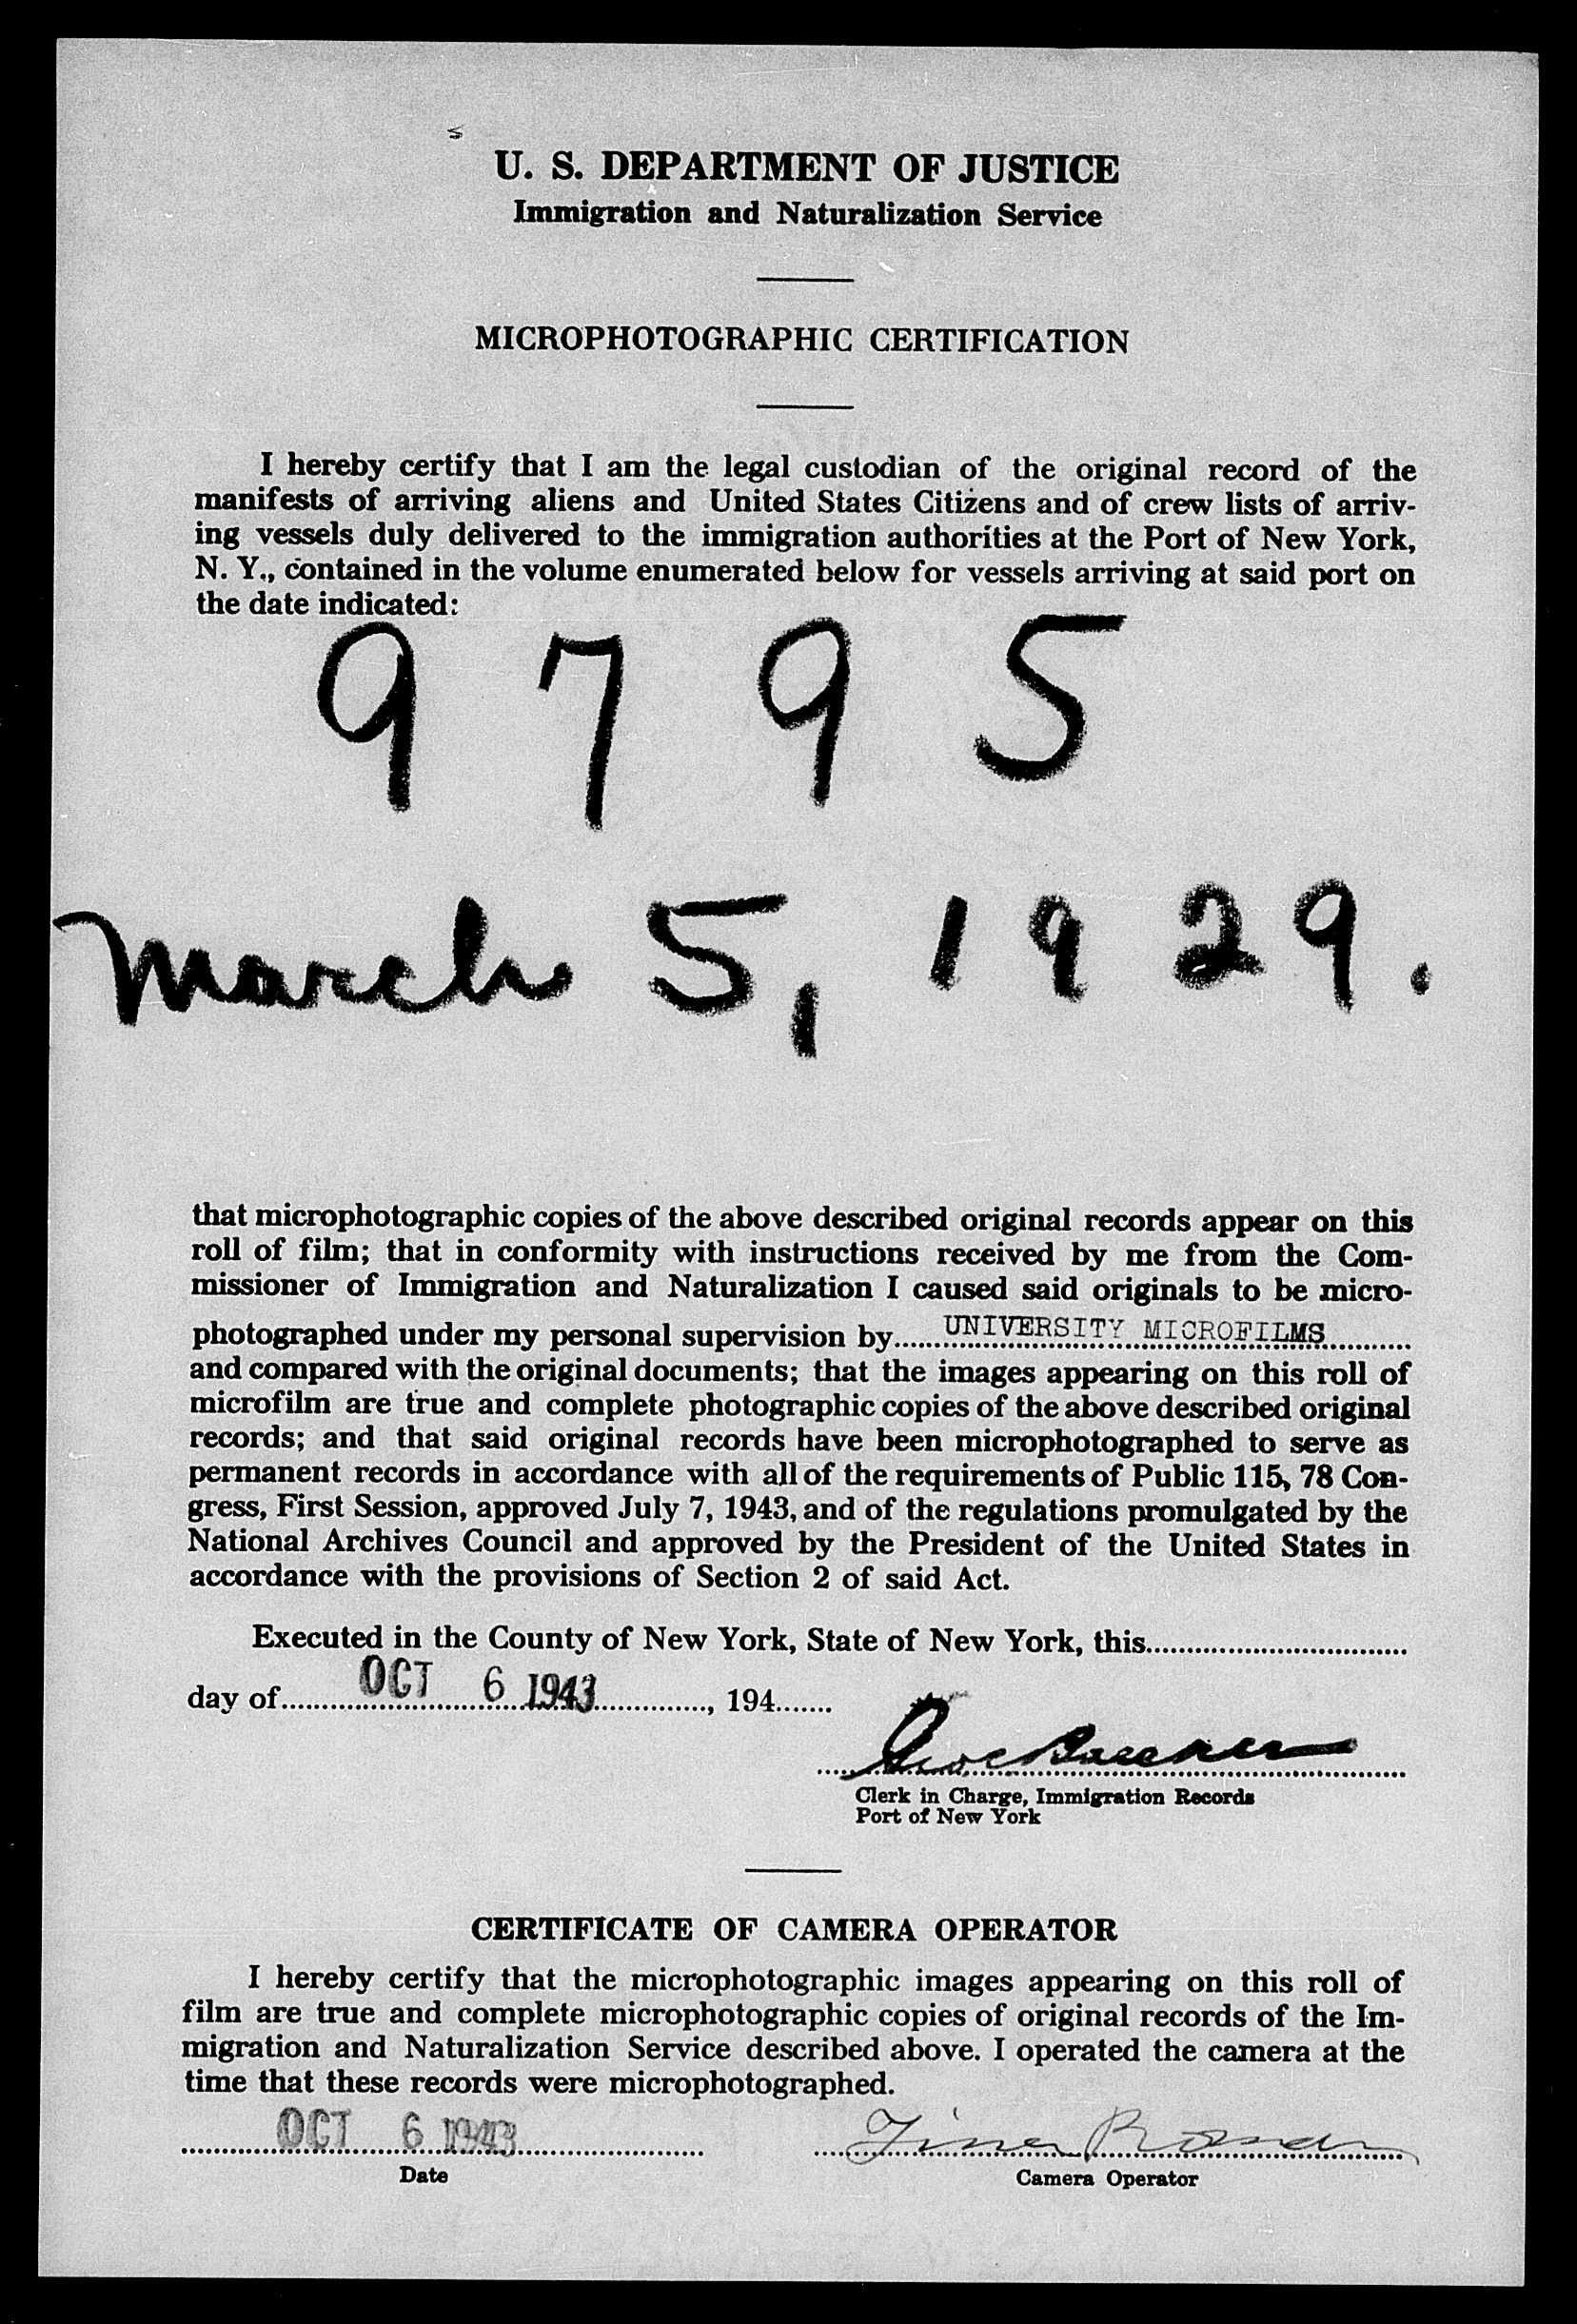 U. S. DEPARTMENT OF JUSTICE
Immigration and Naturalization Service
MICROPHOTOGRAPHIC CERTIFICATION
I hereby certify that I am the legal custodian of the original record of the
manifests of arriving aliens and United States Citizens and of crew lists of arriv-
ing vessels duly delivered to the immigration authorities at the Port of New York,
N. Y., contained in the volume enumerated below for vessels arriving at said port on
the date indicated:
9795
March 5, 1929.
that microphotographic copies of the above described original records appear on this
roll of film; that in conformity with instructions received by me from the Com-
missioner of Immigration and Naturalization I caused said originals to be micro-
photographed under my personal supervision by UNIVERSITY MICROFILMS
and compared with the original documents; that the images appearing on this roll of
microfilm are true and complete photographic copies of the above described original
records; and that said original records have been microphotographed to serve as
permanent records in accordance with all of the requirements of Public 115, 78 Con-
gress, First Session, approved July 7, 1943, and of the regulations promulgated by the
National Archives Council and approved by the President of the United States in
accordance with the provisions of Section 2 of said Act.
Executed in the County of New York, State of New York, this
day of OCT 6 1943, 194
Clerk in Charge, Immigration Records
Port of New York
CERTIFICATE OF CAMERA OPERATOR
I hereby certify that the microphotographic images appearing on this roll of
film are true and complete microphotographic copies of original records of the Im-
migration and Naturalization Service described above. I operated the camera at the
time that these records were microphotographed.
OCT 6 1943
Date
Camera Operator